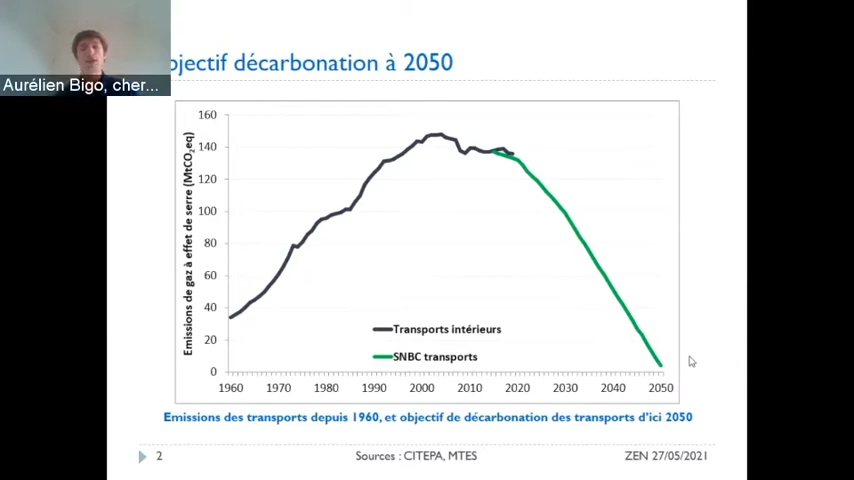 Aurélien Bigo, cher...
bjectif décarbonation à 2050
Emissions de gaz à effet de serre (MtCO2eq)
160
140
120
100
80
60
40
20
0
Transports intérieurs
SNBC transports
1960 1970 1980 1990 2000 2010 2020 2030 2040 2050
Emissions des transports depuis 1960, et objectif de décarbonation des transports d'ici 2050
2 Sources : CITEPA, MTES ZEN 27/05/2021